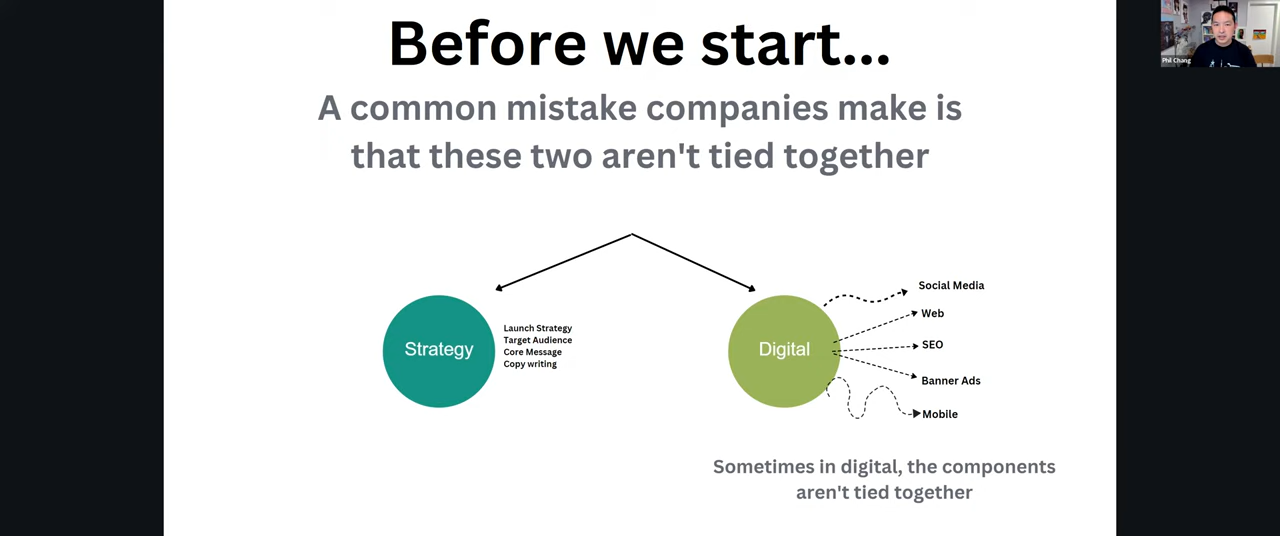 Before we start...
A common mistake companies make is
that these two aren't tied together
Strategy
Launch Strategy
Target Audience
Core Message
Copy writing
Digital
Social Media
Web
SEO
Banner Ads
Mobile
Sometimes in digital, the components
aren't tied together
Phil Chang